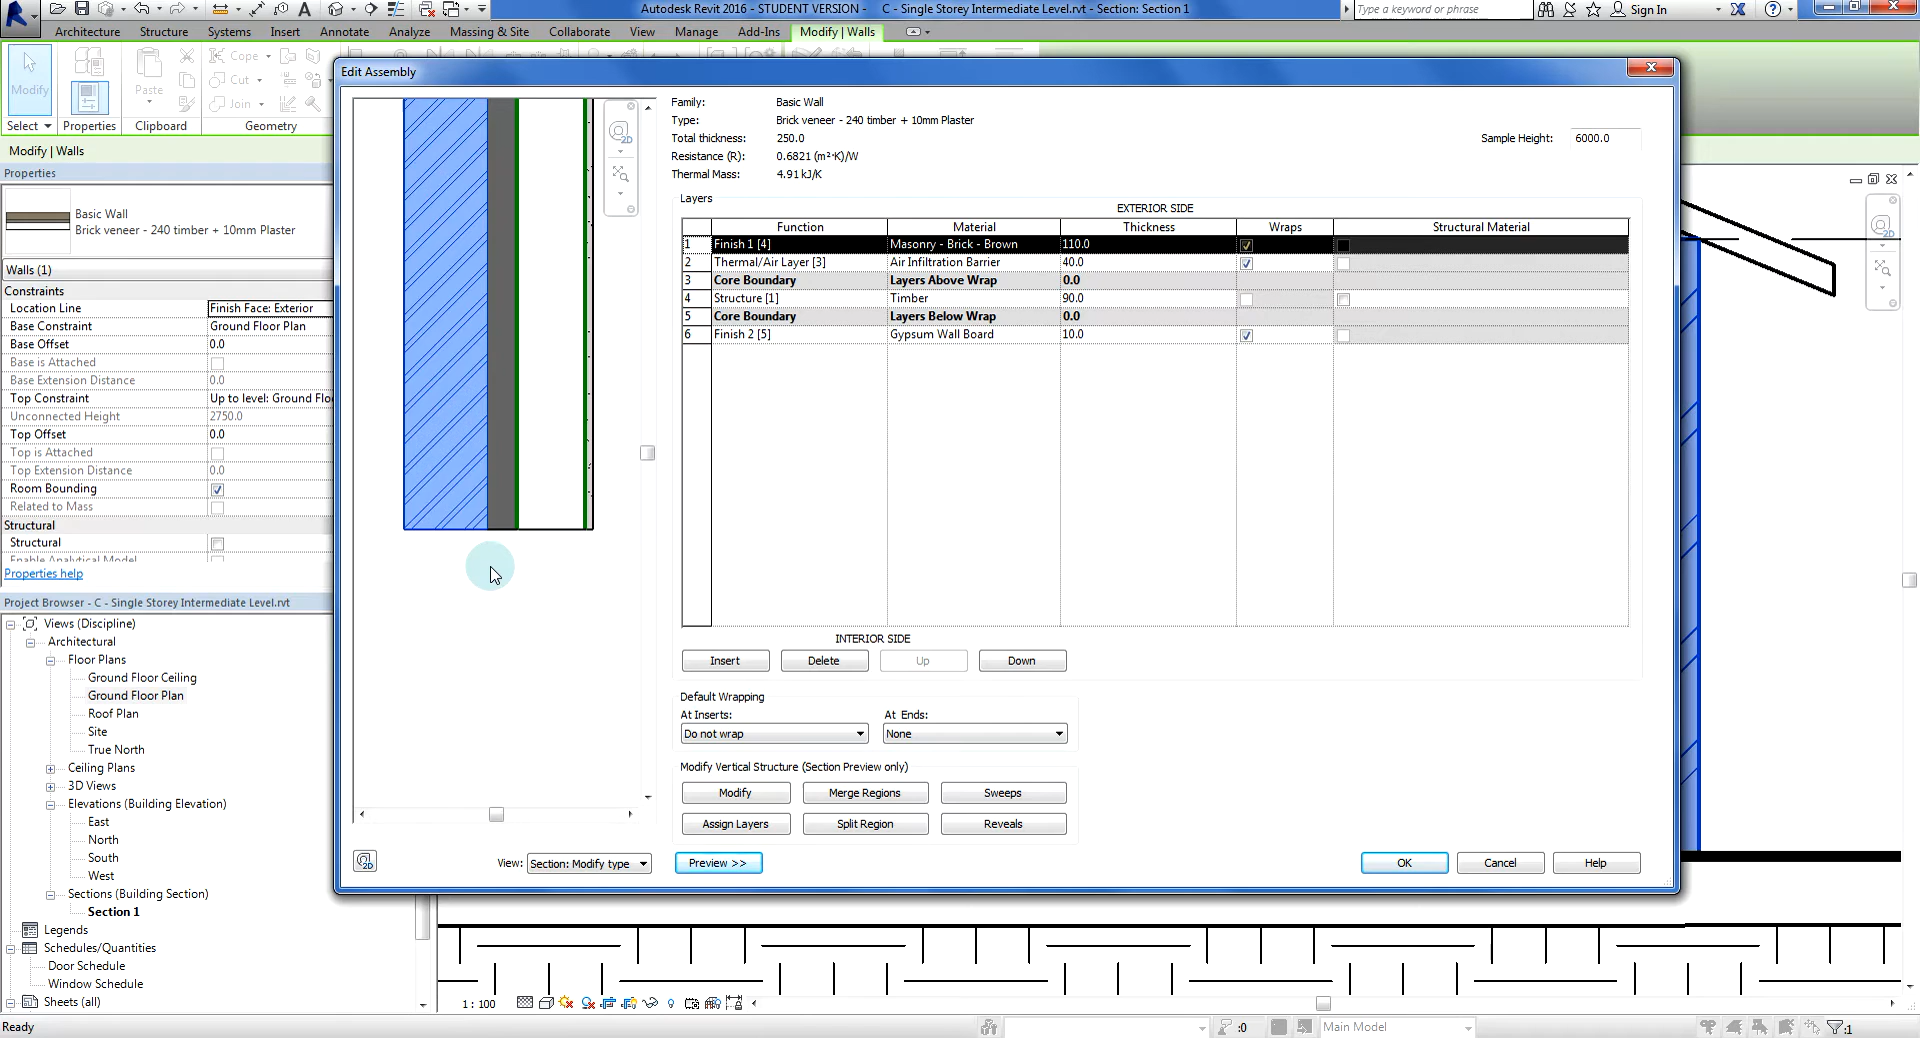 Autodesk Revit 2016 - STUDENT VERSION - C - Single Storey Intermediate Level.rvt - Section: Section 1
Type a keyword or phrase
Sign In
Architecture Structure Systems Insert Annotate Analyze Massing & Site Collaborate View Manage Add-Ins Modify | Walls
Modify
Paste
Cope
Cut
Join
Select Properties Clipboard Geometry
Modify | Walls
Properties
Basic Wall
Brick veneer - 240 timber + 10mm Plaster
Walls (1)
Constraints
Location Line Finish Face: Exterior
Base Constraint Ground Floor Plan
Base Offset 0.0
Base is Attached
Base Extension Distance 0.0
Top Constraint Up to level: Ground Flo
Unconnected Height 2750.0
Top Offset 0.0
Top is Attached
Top Extension Distance 0.0
Room Bounding
Related to Mass
Structural
Structural
Enable Analytical Model
Properties help
Project Browser - C - Single Storey Intermediate Level.rvt
Views (Discipline)
Architectural
Floor Plans
Ground Floor Ceiling
Ground Floor Plan
Roof Plan
Site
True North
Ceiling Plans
3D Views
Elevations (Building Elevation)
East
North
South
West
Sections (Building Section)
Section 1
Legends
Schedules/Quantities
Door Schedule
Window Schedule
Sheets (all)
Edit Assembly
Family: Basic Wall
Type: Brick veneer - 240 timber + 10mm Plaster
Total thickness: 250.0
Resistance (R): 0.6821 (m²·K)/W
Thermal Mass: 4.91 kJ/K
Sample Height: 6000.0
Layers
EXTERIOR SIDE
Function Material Thickness Wraps Structural Material
1 Finish 1 [4] Masonry - Brick - Brown 110.0
2 Thermal/Air Layer [3] Air Infiltration Barrier 40.0
3 Core Boundary Layers Above Wrap 0.0
4 Structure [1] Timber 90.0
5 Core Boundary Layers Below Wrap 0.0
6 Finish 2 [5] Gypsum Wall Board 10.0
INTERIOR SIDE
Insert Delete Up Down
Default Wrapping
At Inserts: At Ends:
Do not wrap None
Modify Vertical Structure (Section Preview only)
Modify Merge Regions Sweeps
Assign Layers Split Region Reveals
2D
2D
2D
View: Section: Modify type Preview >> OK Cancel Help
1 : 100
Ready
:0
Main Model
:1